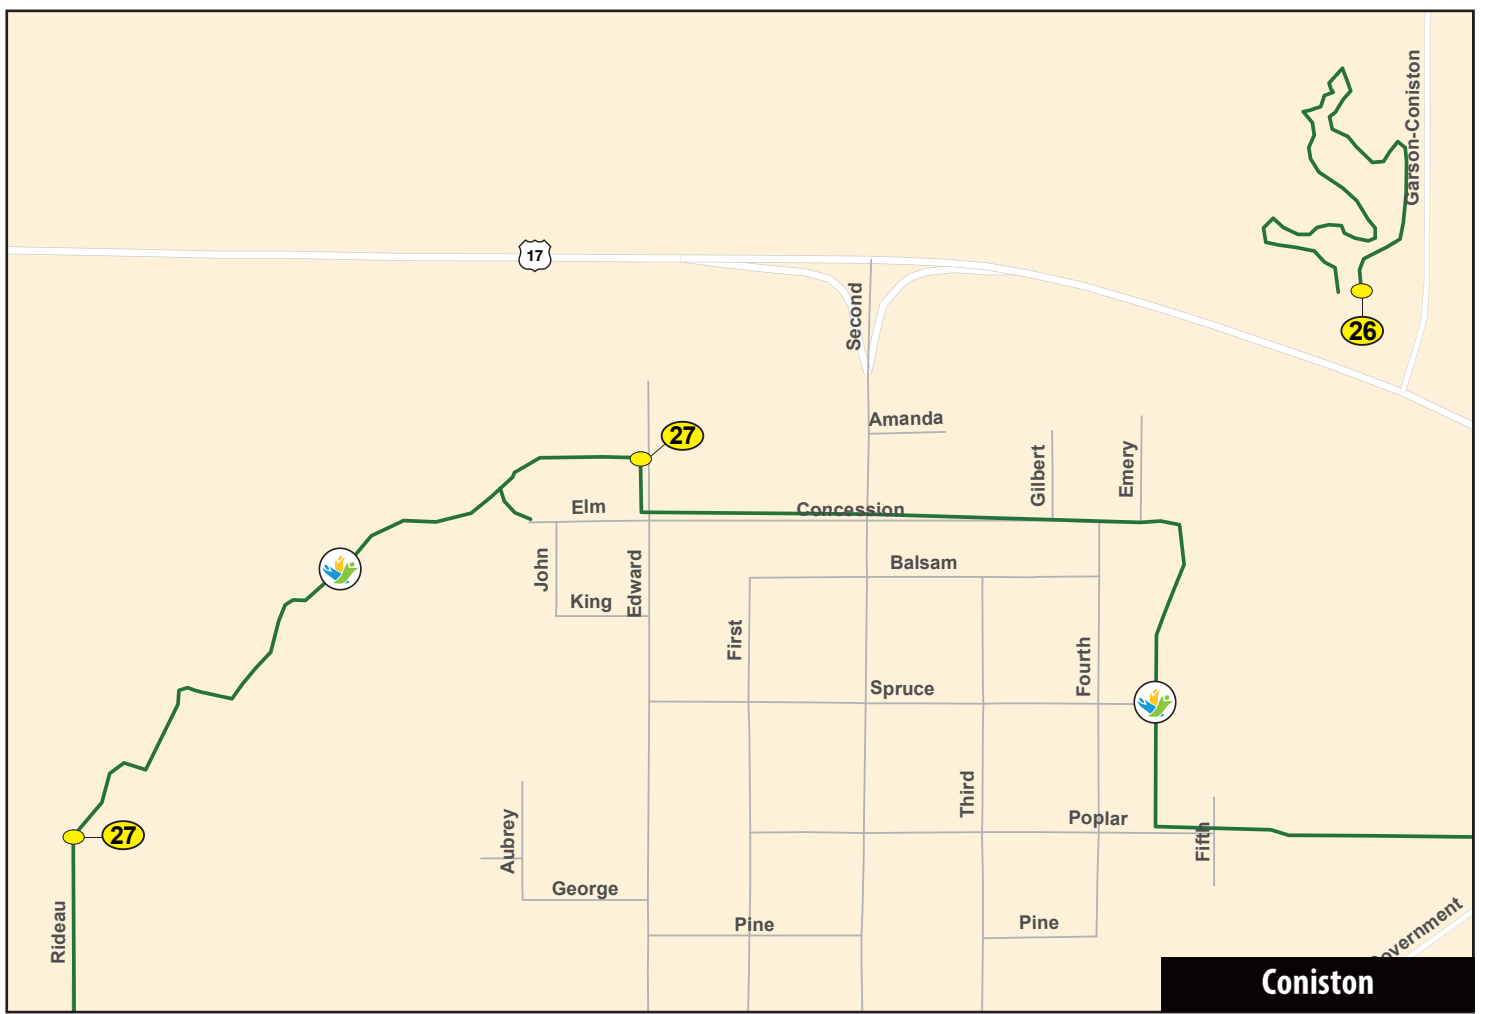 Garson-Coniston
17
Second
26
Amanda
27
Gilbert
Emery
Elm
Concession
John
Edward
Balsam
King
First
Fourth
Spruce
Third
Poplar
Aubrey
Fifth
27
George
Rideau
Pine
Pine
Government
Coniston